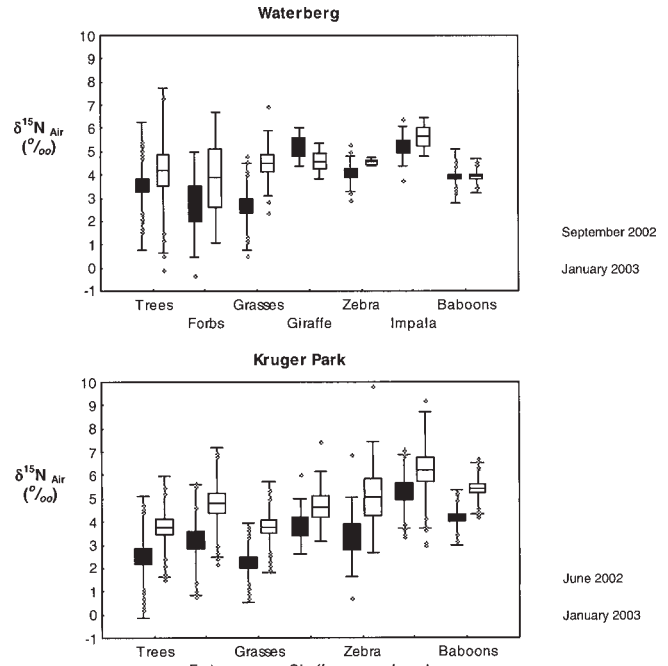 Waterberg
10
9
8
7
δ¹⁵N Air
6
(‰)
5
4
3
2
September 2002
1
0
January 2003
-1
Trees Grasses Zebra Baboons
Forbs Giraffe Impala
Kruger Park
10
9
8
7
δ¹⁵N Air
6
(‰)
5
4
3
2
June 2002
1
0
January 2003
-1
Trees Grasses Zebra Baboons